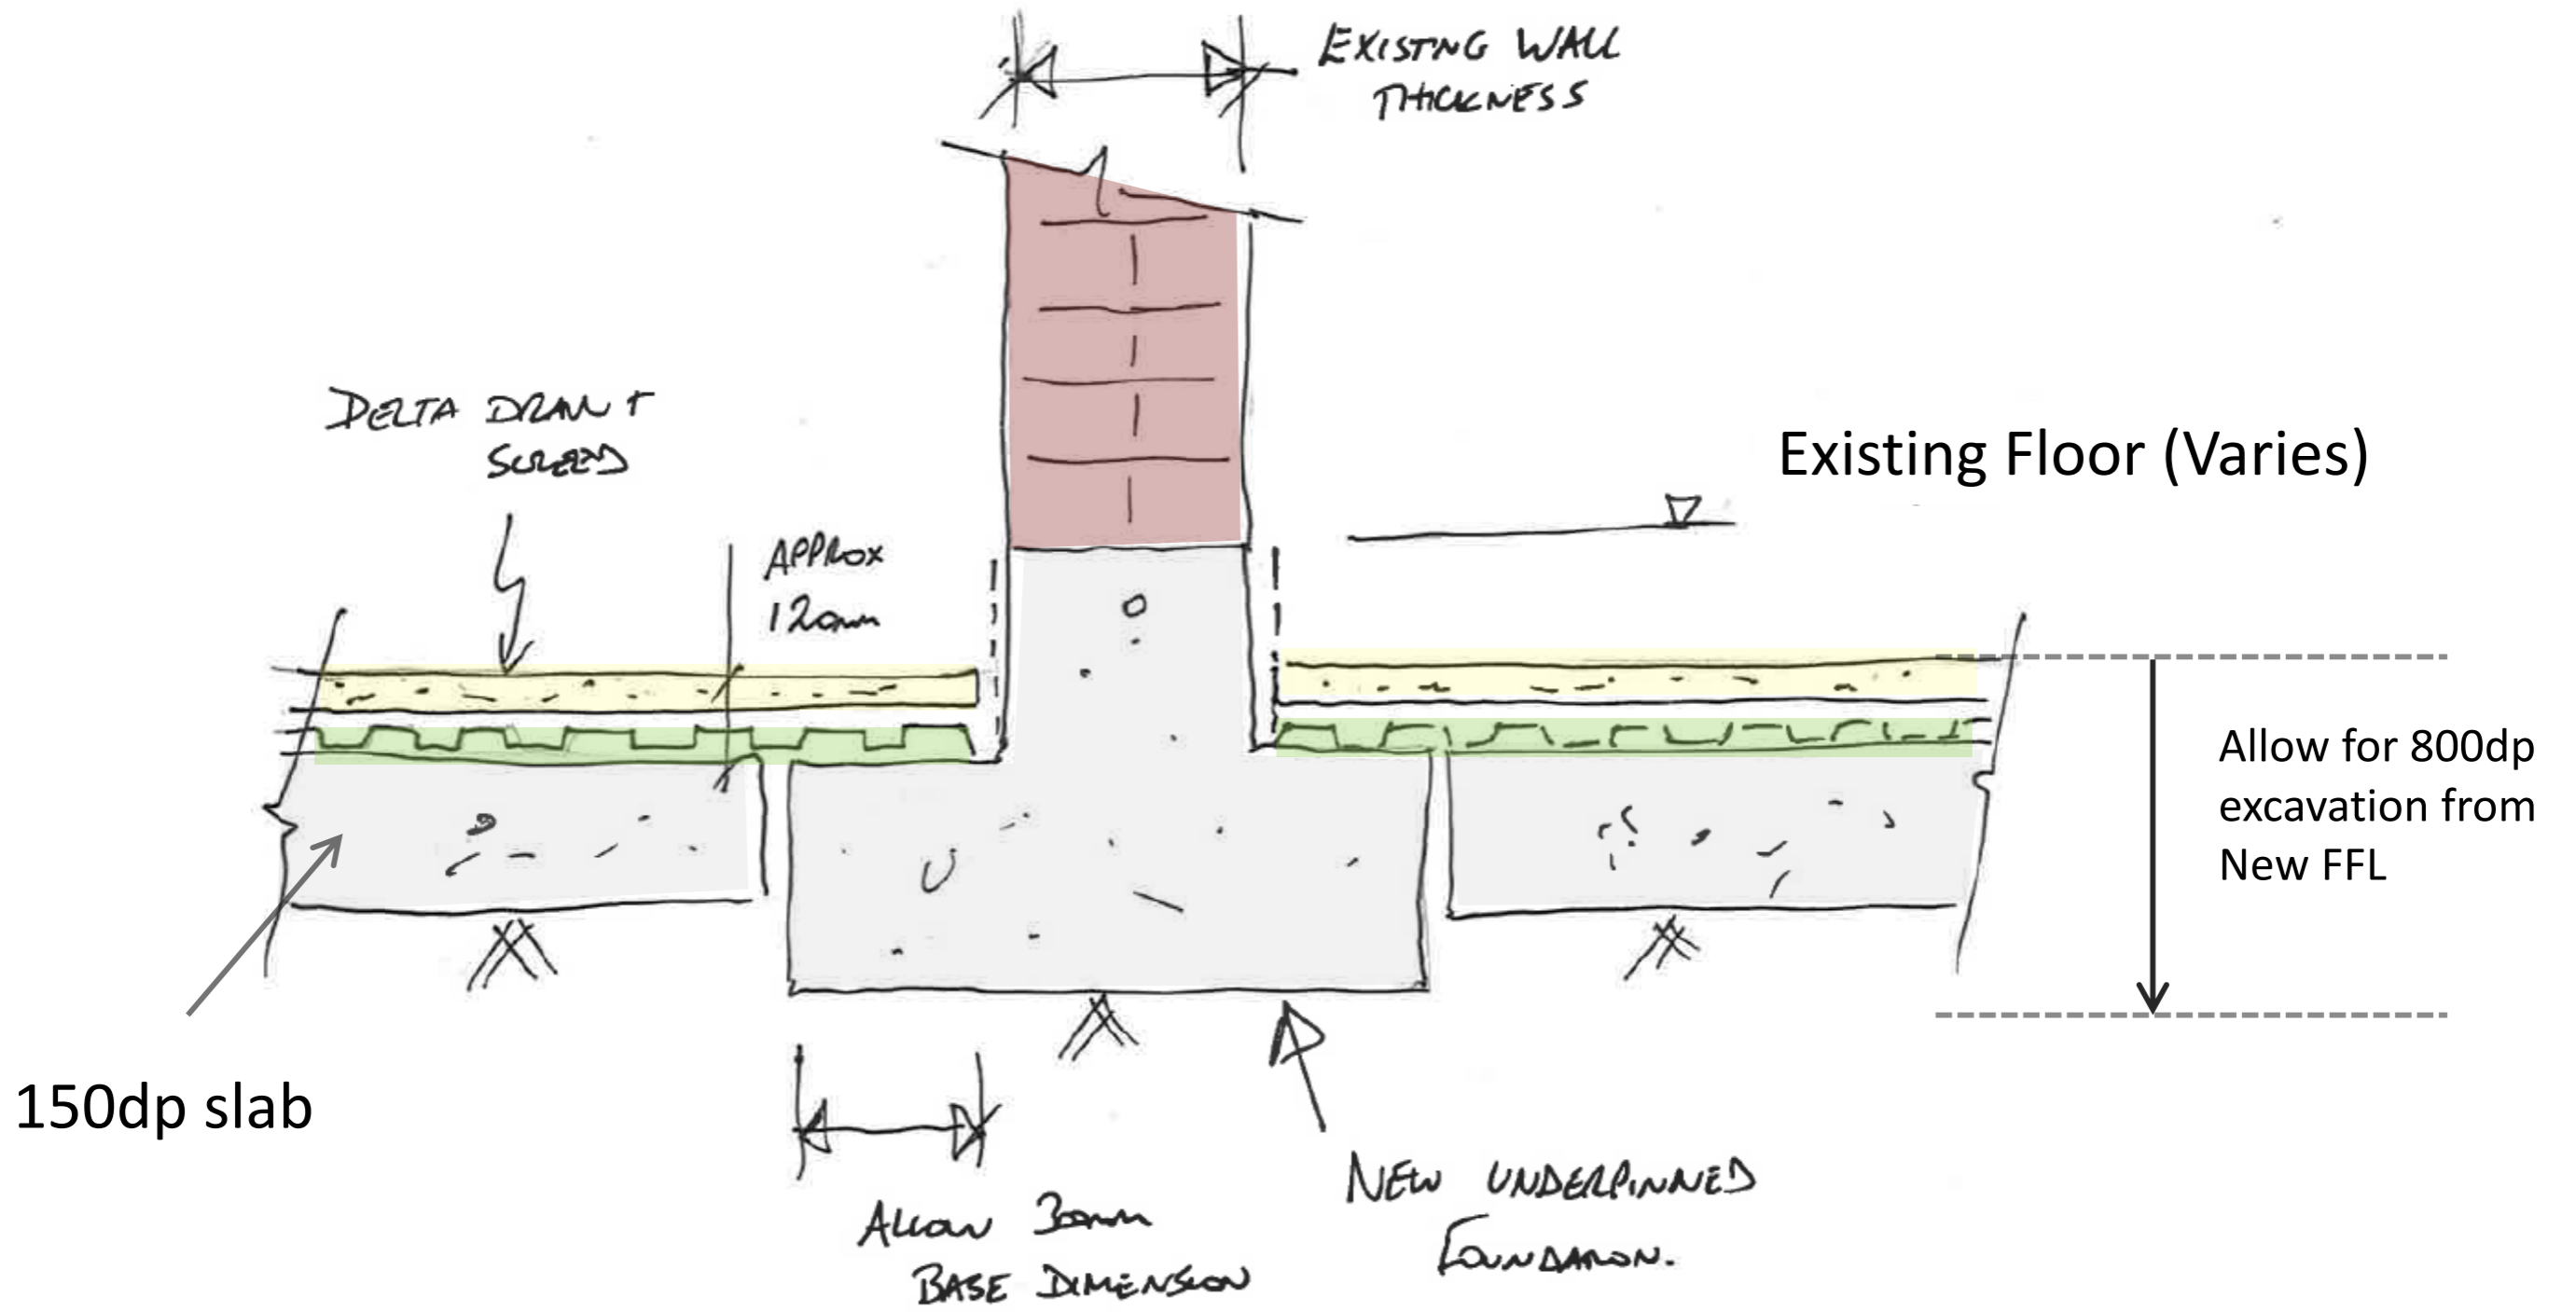 EXISTNG WALL
THICKNESS
DELTA DRAIN +
SCREED
Existing Floor (Varies)
APPROX
120mm
Allow for 800dp
excavation from
New FFL
150dp slab
ALLOW 300mm
BASE DIMENSION
NEW UNDERPINNED
FOUNDATION.